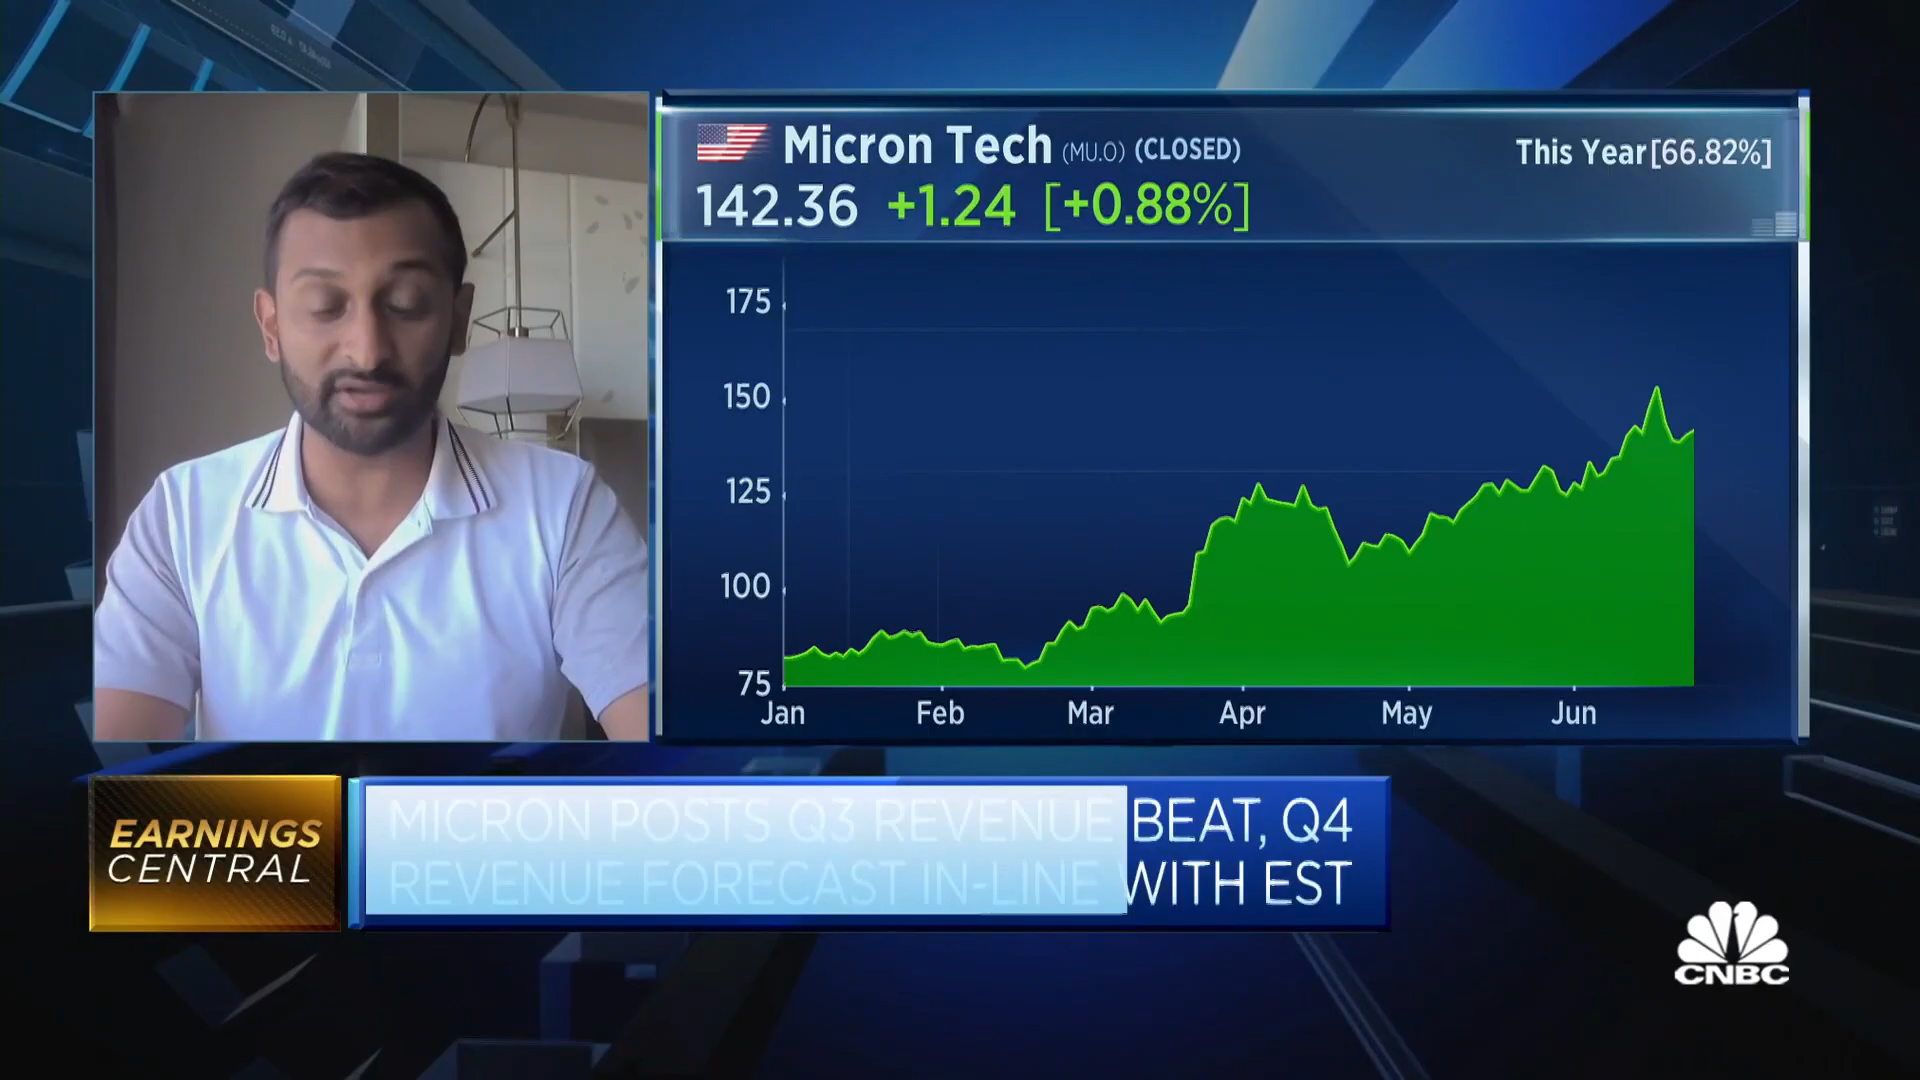 Micron Tech (MU.O) (CLOSED)
This Year[66.82%]
142.36 +1.24 [+0.88%]
175
150
125
100
75
Jan Feb Mar Apr May Jun
EARNINGS
CENTRAL
MICRON POSTS Q3 REVENUE BEAT, Q4
REVENUE FORECAST IN-LINE WITH EST
CNBC